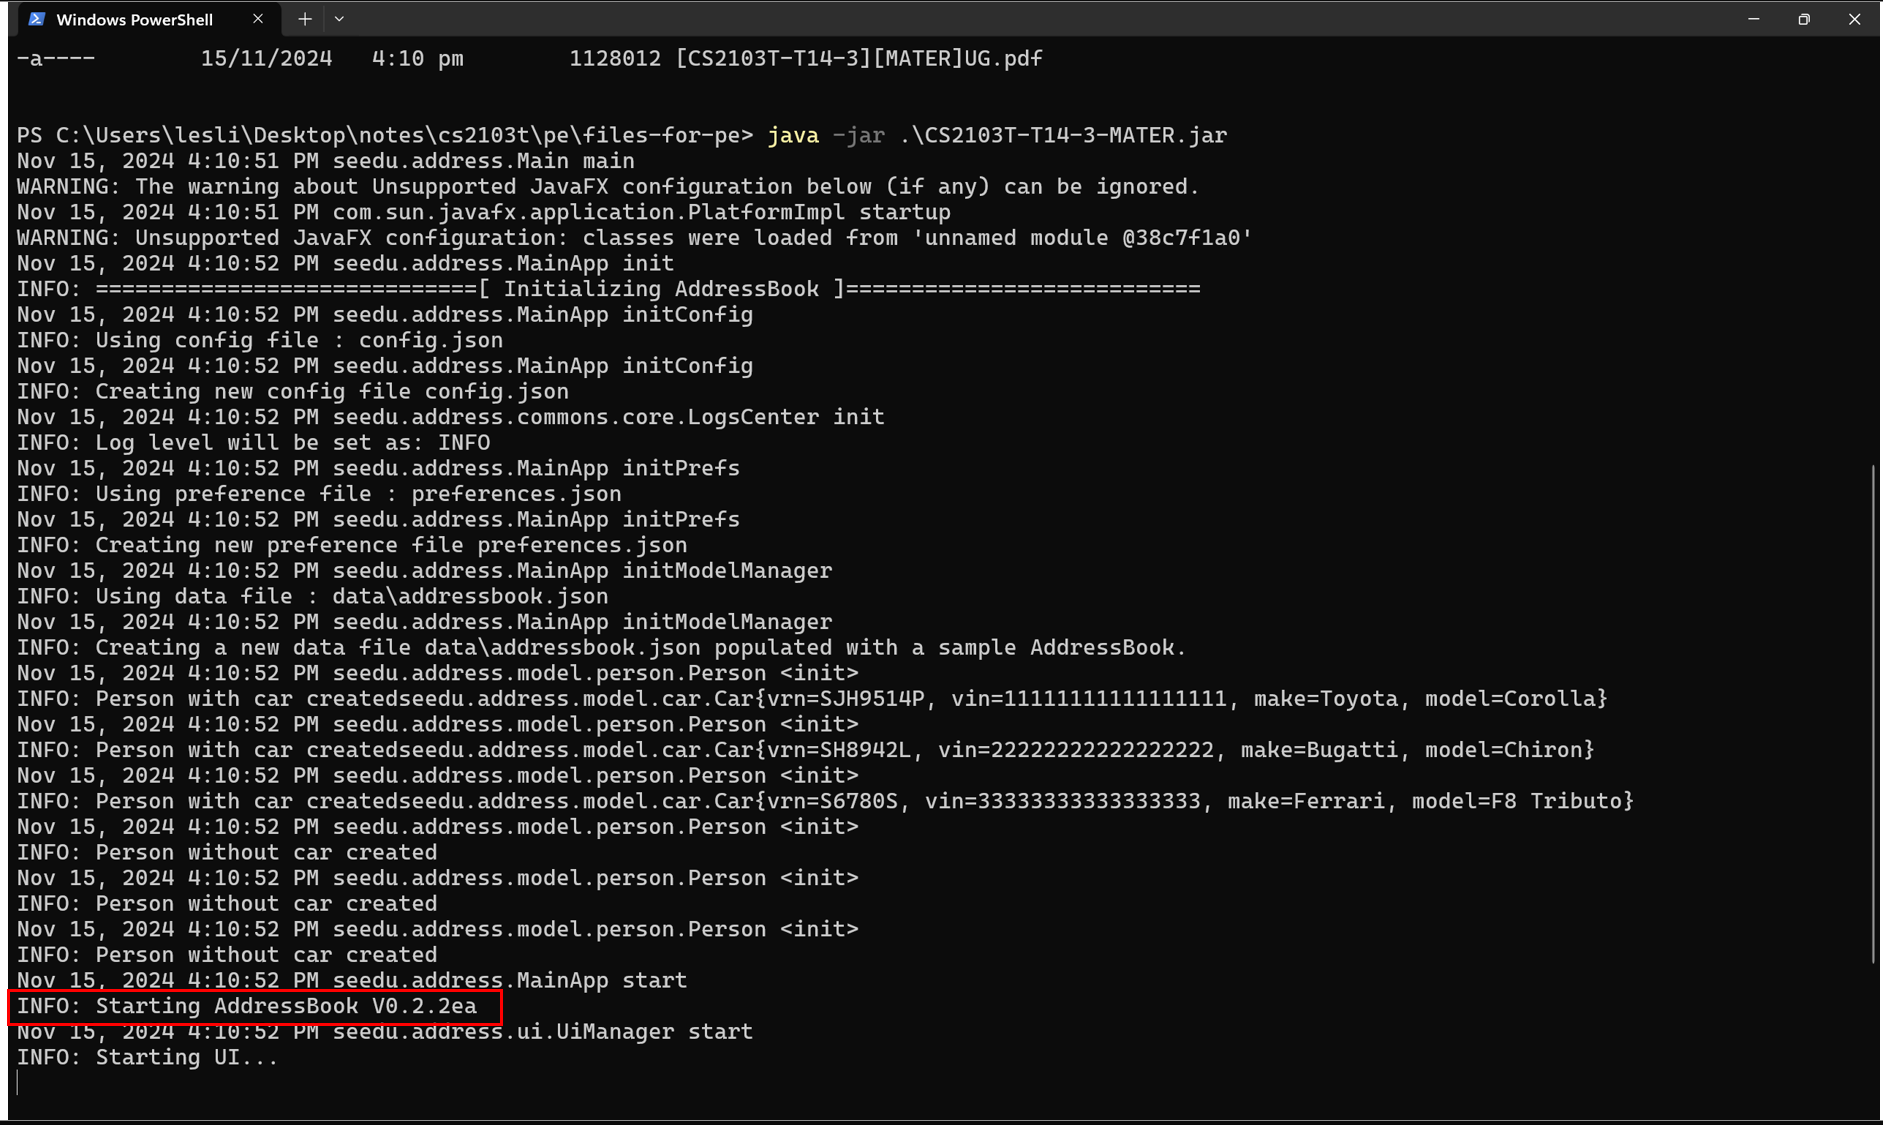 Windows PowerShell
-a---- 15/11/2024 4:10 pm 1128012 [CS2103T-T14-3][MATER]UG.pdf
PS C:\Users\lesli\Desktop\notes\cs2103t\pe\files-for-pe> java -jar .\CS2103T-T14-3-MATER.jar
Nov 15, 2024 4:10:51 PM seedu.address.Main main
WARNING: The warning about Unsupported JavaFX configuration below (if any) can be ignored.
Nov 15, 2024 4:10:51 PM com.sun.javafx.application.PlatformImpl startup
WARNING: Unsupported JavaFX configuration: classes were loaded from 'unnamed module @38c7f1a0'
Nov 15, 2024 4:10:52 PM seedu.address.MainApp init
INFO: =============================[ Initializing AddressBook ]===========================
Nov 15, 2024 4:10:52 PM seedu.address.MainApp initConfig
INFO: Using config file : config.json
Nov 15, 2024 4:10:52 PM seedu.address.MainApp initConfig
INFO: Creating new config file config.json
Nov 15, 2024 4:10:52 PM seedu.address.commons.core.LogsCenter init
INFO: Log level will be set as: INFO
Nov 15, 2024 4:10:52 PM seedu.address.MainApp initPrefs
INFO: Using preference file : preferences.json
Nov 15, 2024 4:10:52 PM seedu.address.MainApp initPrefs
INFO: Creating new preference file preferences.json
Nov 15, 2024 4:10:52 PM seedu.address.MainApp initModelManager
INFO: Using data file : data\addressbook.json
Nov 15, 2024 4:10:52 PM seedu.address.MainApp initModelManager
INFO: Creating a new data file data\addressbook.json populated with a sample AddressBook.
Nov 15, 2024 4:10:52 PM seedu.address.model.person.Person <init>
INFO: Person with car createdseedu.address.model.car.Car{vrn=SJH9514P, vin=11111111111111111, make=Toyota, model=Corolla}
Nov 15, 2024 4:10:52 PM seedu.address.model.person.Person <init>
INFO: Person with car createdseedu.address.model.car.Car{vrn=SH8942L, vin=22222222222222222, make=Bugatti, model=Chiron}
Nov 15, 2024 4:10:52 PM seedu.address.model.person.Person <init>
INFO: Person with car createdseedu.address.model.car.Car{vrn=S6780S, vin=33333333333333333, make=Ferrari, model=F8 Tributo}
Nov 15, 2024 4:10:52 PM seedu.address.model.person.Person <init>
INFO: Person without car created
Nov 15, 2024 4:10:52 PM seedu.address.model.person.Person <init>
INFO: Person without car created
Nov 15, 2024 4:10:52 PM seedu.address.model.person.Person <init>
INFO: Person without car created
Nov 15, 2024 4:10:52 PM seedu.address.MainApp start
INFO: Starting AddressBook V0.2.2ea
Nov 15, 2024 4:10:52 PM seedu.address.ui.UiManager start
INFO: Starting UI...